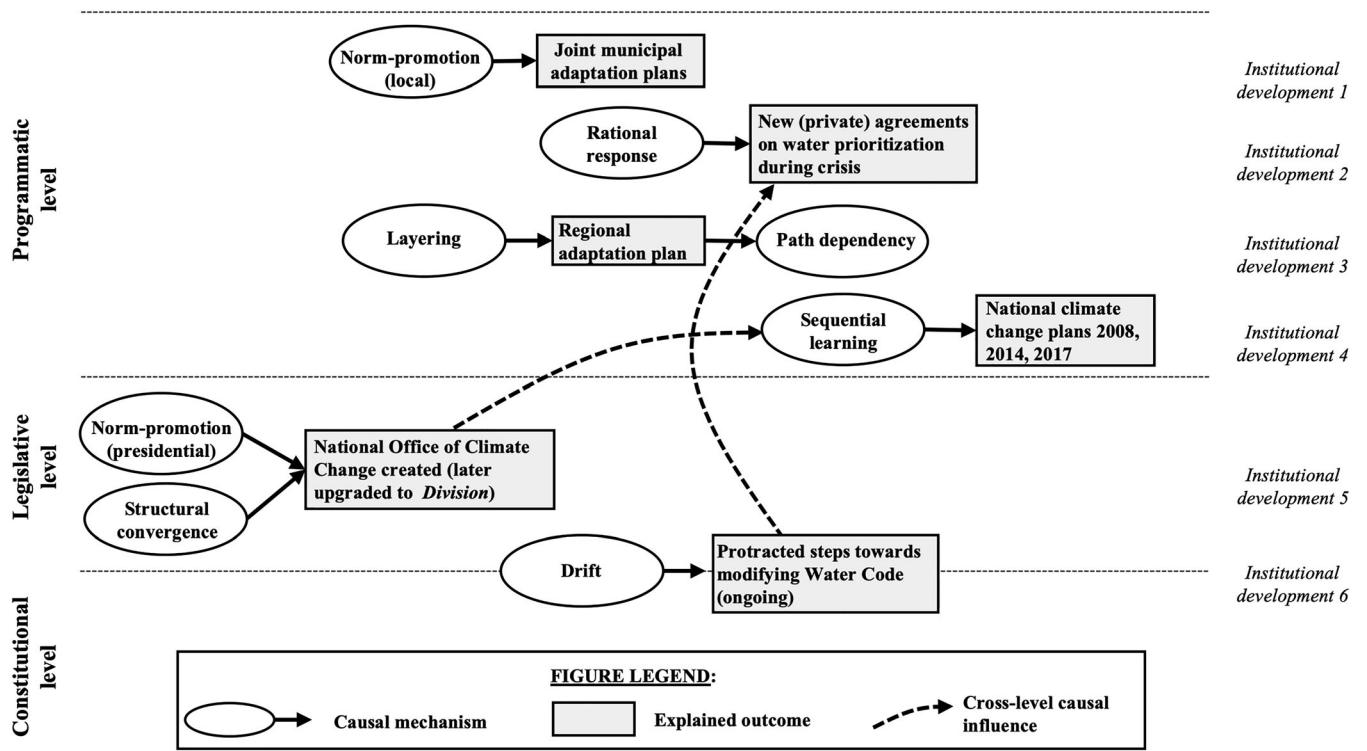 Programmatic
level
Norm-promotion
(local)
Joint municipal
adaptation plans
Institutional
development 1
Rational
response
New (private) agreements
on water prioritization
during crisis
Institutional
development 2
Layering
Regional
adaptation plan
Path dependency
Institutional
development 3
Sequential
learning
National climate
change plans 2008,
2014, 2017
Institutional
development 4
Legislative
level
Norm-promotion
(presidential)
Structural
convergence
National Office of Climate
Change created (later
upgraded to Division)
Institutional
development 5
Drift
Protracted steps towards
modifying Water Code
(ongoing)
Institutional
development 6
Constitutional
level
FIGURE LEGEND:
Causal mechanism
Explained outcome
Cross-level causal
influence